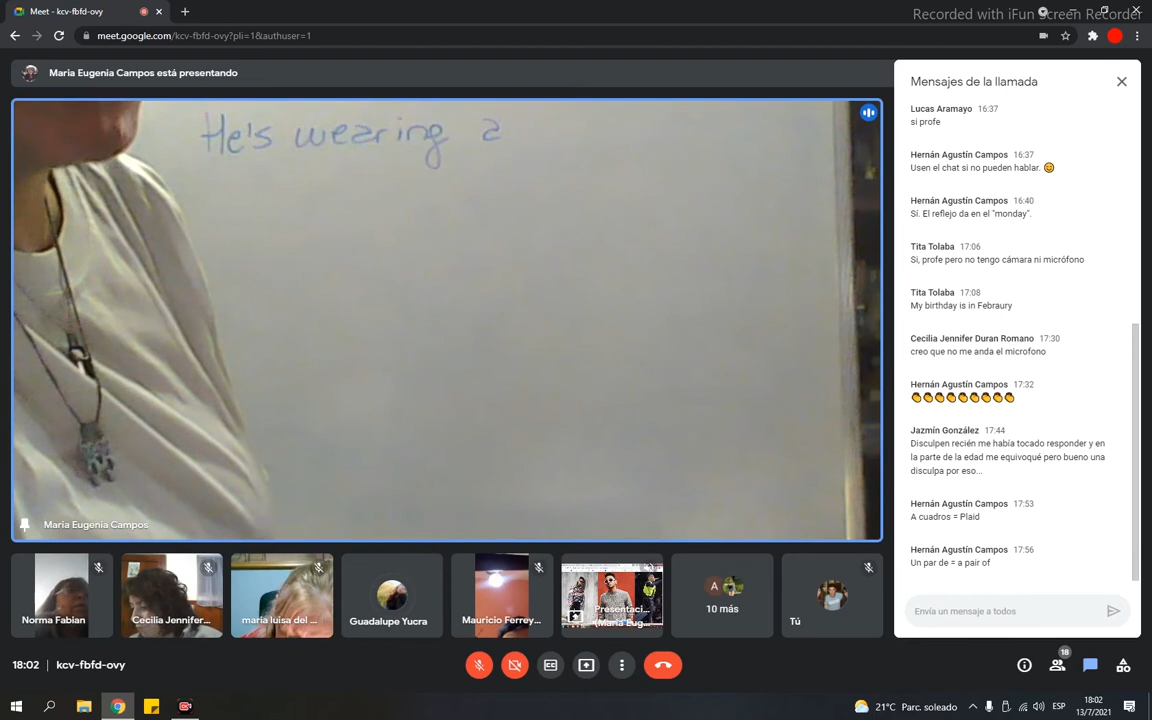 Meet - kcv-fbfd-ovy
Recorded with iFun Screen Recorder
meet.google.com/kcv-fbfd-ovy?pli=1&authuser=1
Maria Eugenia Campos está presentando
He's wearing a
Maria Eugenia Campos
Mensajes de la llamada
Lucas Aramayo 16:37
si profe
Hernán Agustín Campos 16:37
Usen el chat si no pueden hablar. 😊
Hernán Agustín Campos 16:40
Sí. El reflejo da en el "monday".
Tita Tolaba 17:06
Si, profe pero no tengo cámara ni micrófono
Tita Tolaba 17:08
My birthday is in Febraury
Cecilia Jennifer Duran Romano 17:30
creo que no me anda el microfono
Hernán Agustín Campos 17:32
👏👏👏👏👏👏👏👏👏
Jazmín González 17:44
Disculpen recién me había tocado responder y en
la parte de la edad me equivoqué pero bueno una
disculpa por eso...
Hernán Agustín Campos 17:53
A cuadros = Plaid
Hernán Agustín Campos 17:56
Un par de = a pair of
Envía un mensaje a todos
Norma Fabian
Cecilia Jennifer...
maria luisa del ...
Guadalupe Yucra
Mauricio Ferrey...
Presentaci...
(Maria Eug...
A
10 más
Tú
18:02 | kcv-fbfd-ovy
18
21°C Parc. soleado
ESP
18:02
13/7/2021